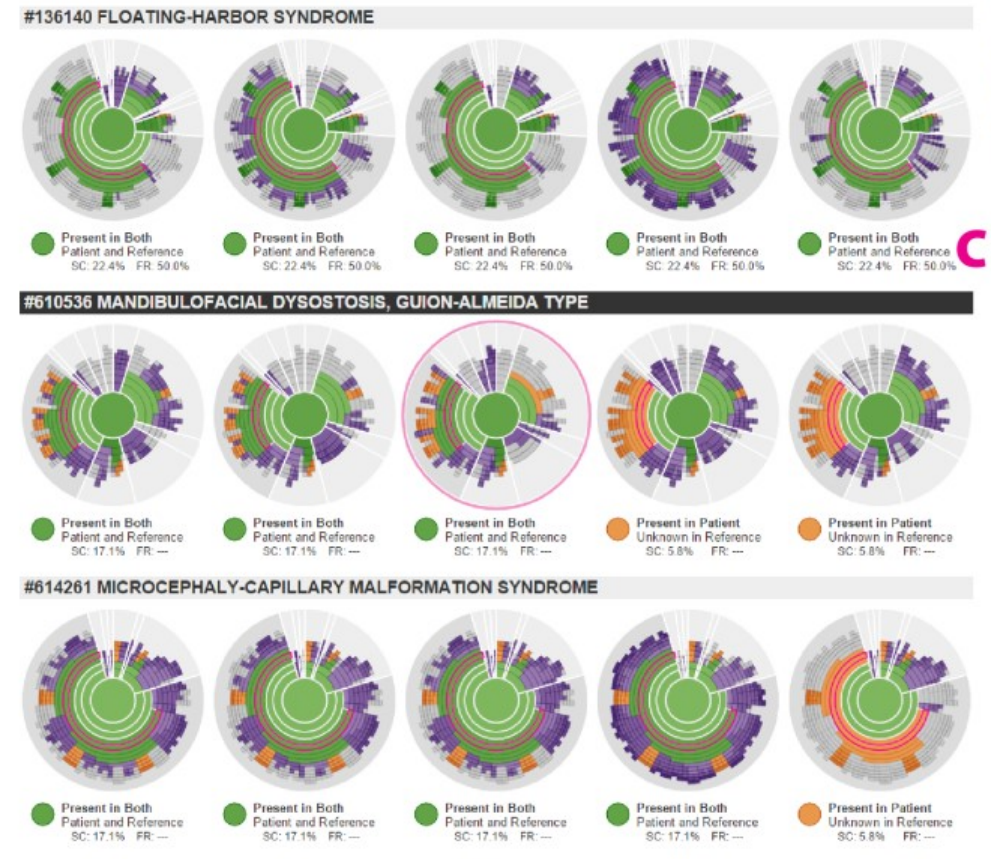 #136140 FLOATING-HARBOR SYNDROME
Present in Both Present in Both Present in Both Present in Both Present in Both
Patient and Reference Patient and Reference Patient and Reference Patient and Reference Patient and Reference
SC: 22.4% FR: 50.0% SC: 22.4% FR: 50.0% SC: 22.4% FR: 50.0% SC: 22.4% FR: 50.0% SC: 22.4% FR: 50.0%
C
#610536 MANDIBULOFACIAL DYSOSTOSIS, GUION-ALMEIDA TYPE
Present in Both Present in Both Present in Both Present in Patient Present in Patient
Patient and Reference Patient and Reference Patient and Reference Unknown in Reference Unknown in Reference
SC: 17.1% FR: --- SC: 17.1% FR: --- SC: 17.1% FR: --- SC: 5.8% FR: --- SC: 5.8% FR: ---
#614261 MICROCEPHALY-CAPILLARY MALFORMATION SYNDROME
Present in Both Present in Both Present in Both Present in Both Present in Patient
Patient and Reference Patient and Reference Patient and Reference Patient and Reference Unknown in Reference
SC: 17.1% FR: --- SC: 17.1% FR: --- SC: 17.1% FR: --- SC: 17.1% FR: --- SC: 5.8% FR: ---